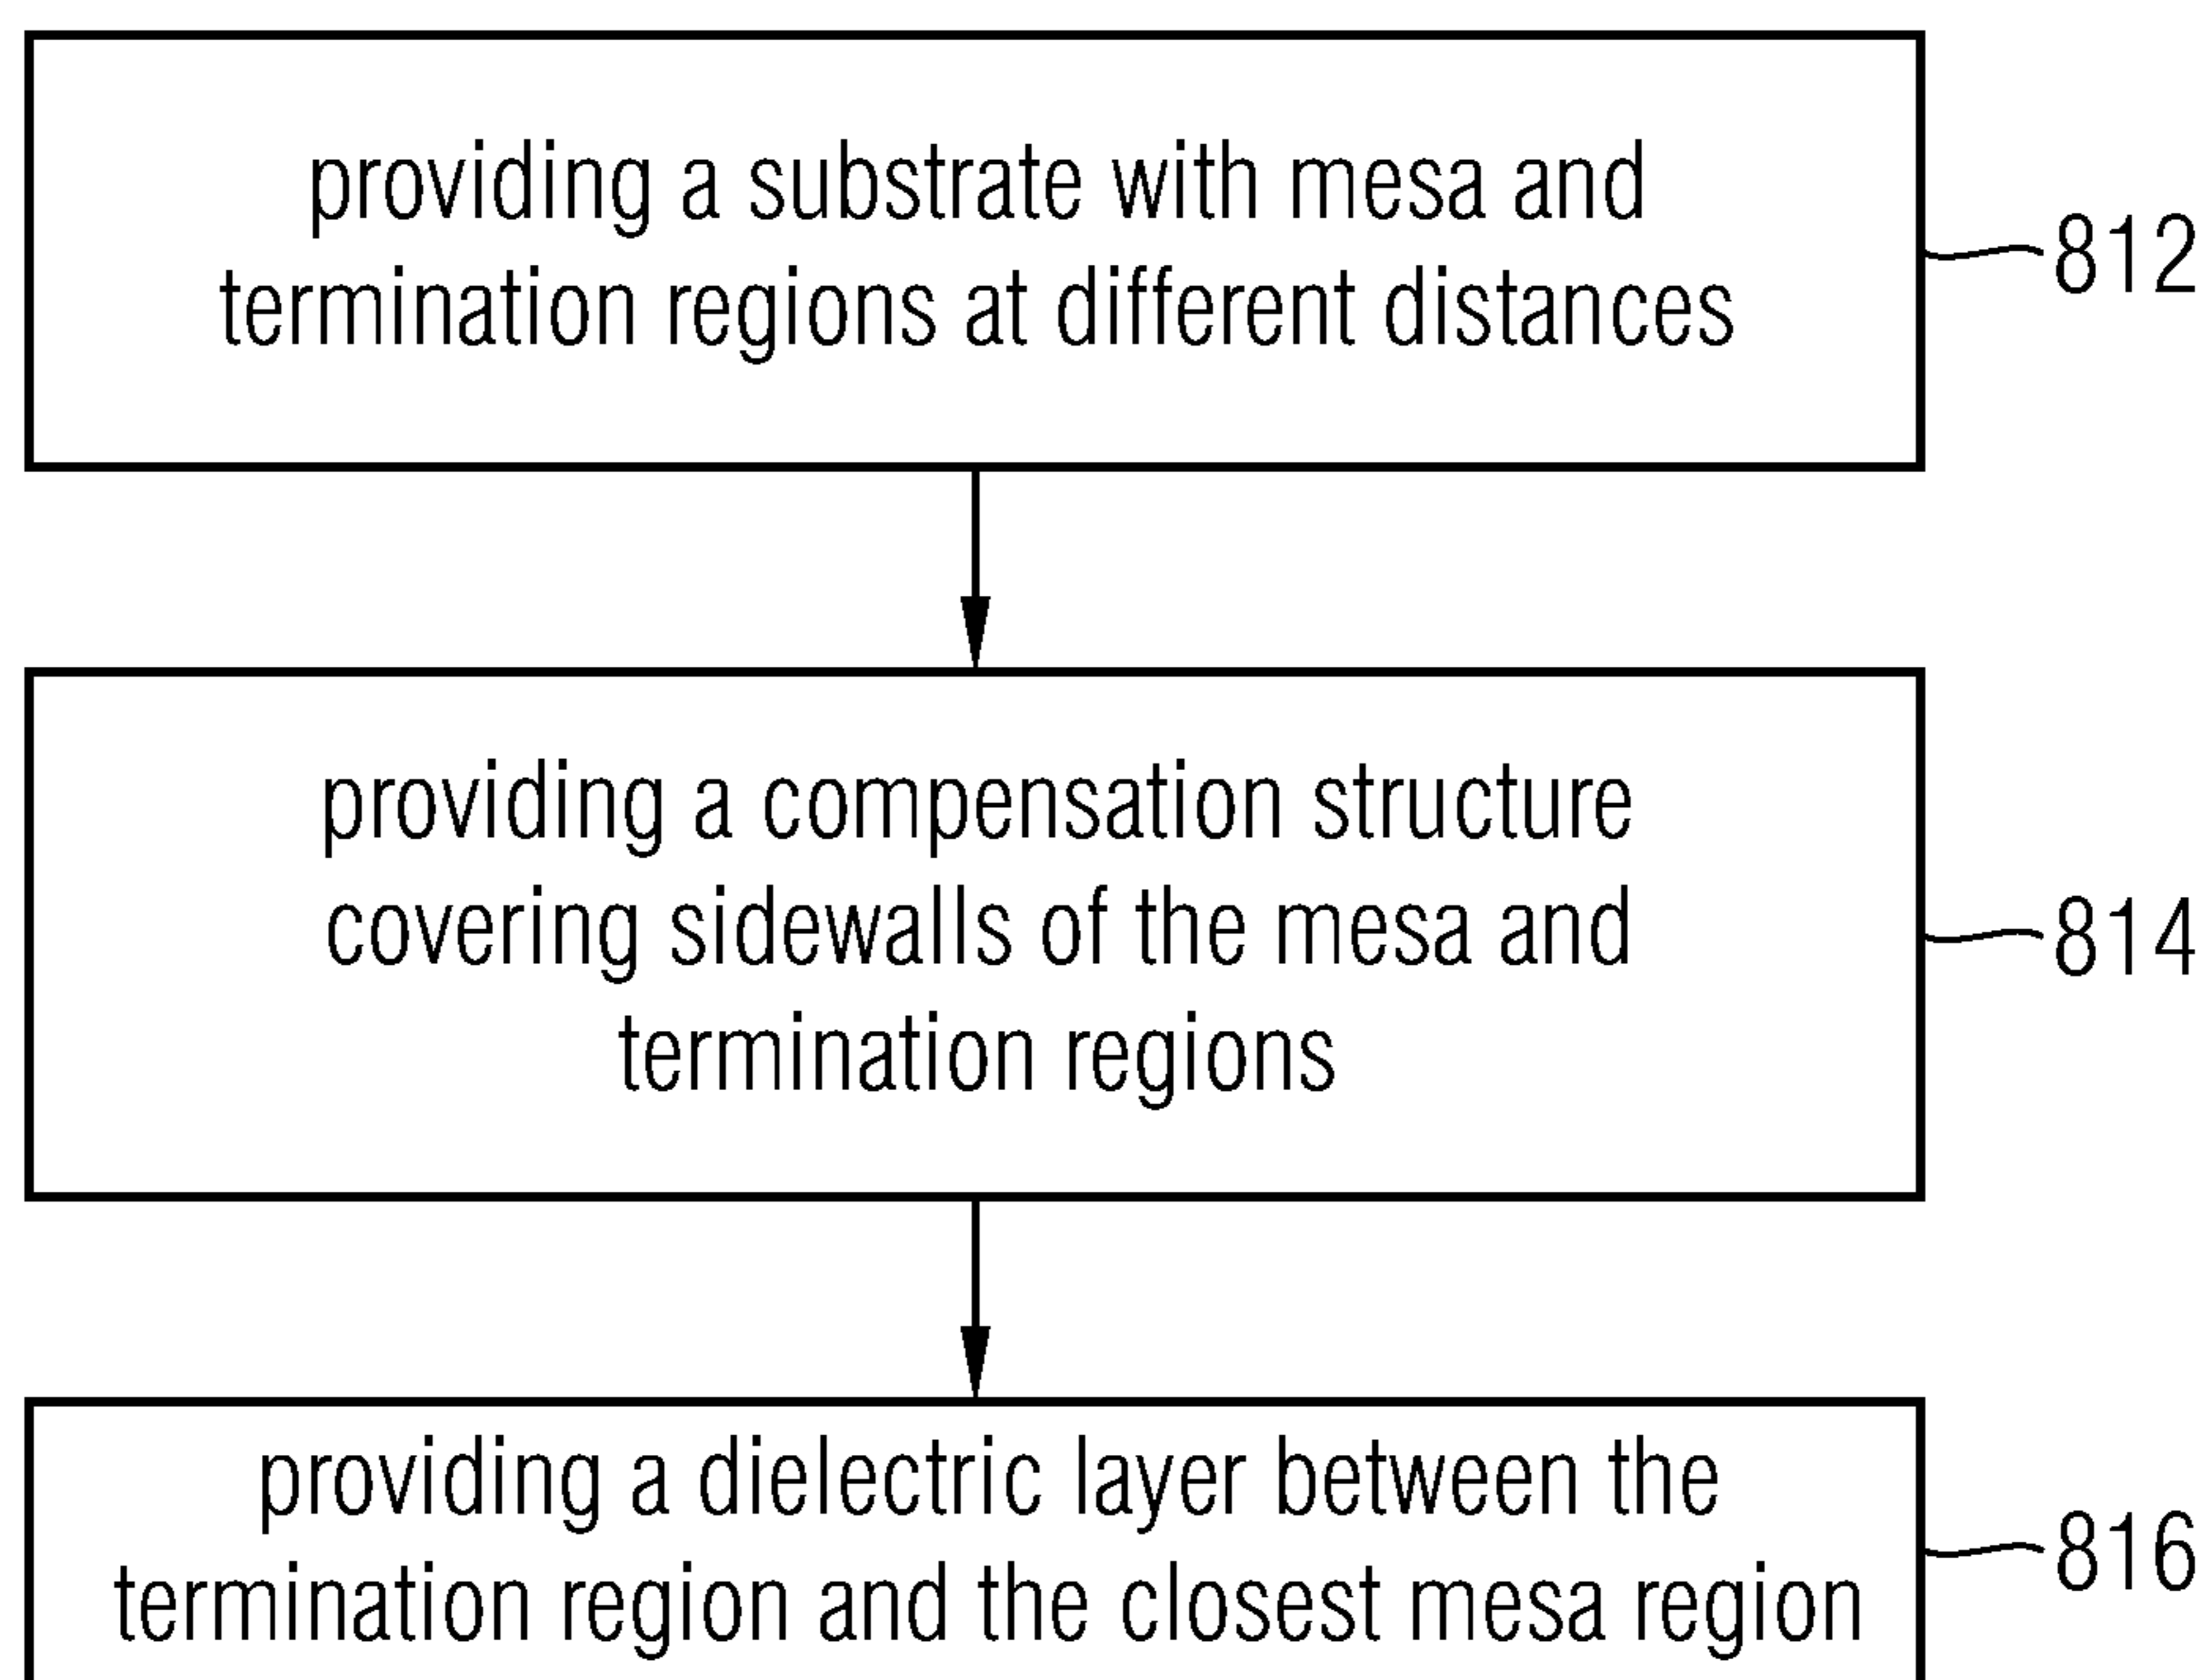 providing a substrate with mesa and
termination regions at different distances
812
providing a compensation structure
covering sidewalls of the mesa and
termination regions
814
providing a dielectric layer between the
termination region and the closest mesa region
816